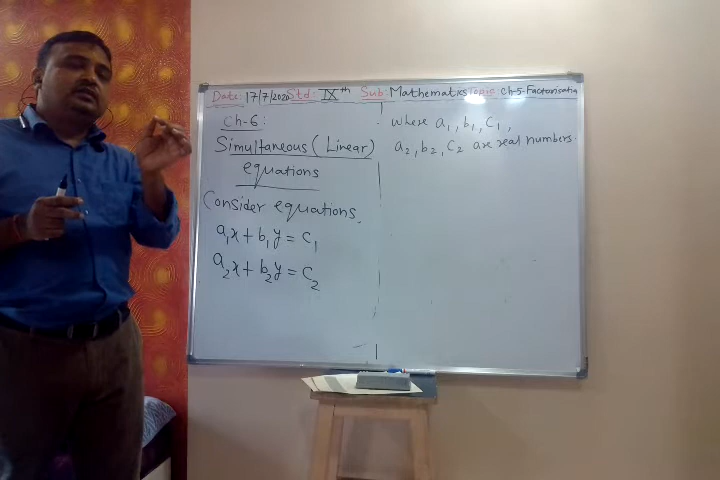 Date: 17/7/2020 Std: IXth Sub: Mathematics Topic Ch-5-Factorisatio
Ch-6:
Simultaneous (Linear)
equations
Consider equations.
a₁x + b₁y = c₁
a₂x + b₂y = c₂
where a₁, b₁, c₁,
a₂, b₂, c₂ are real numbers.